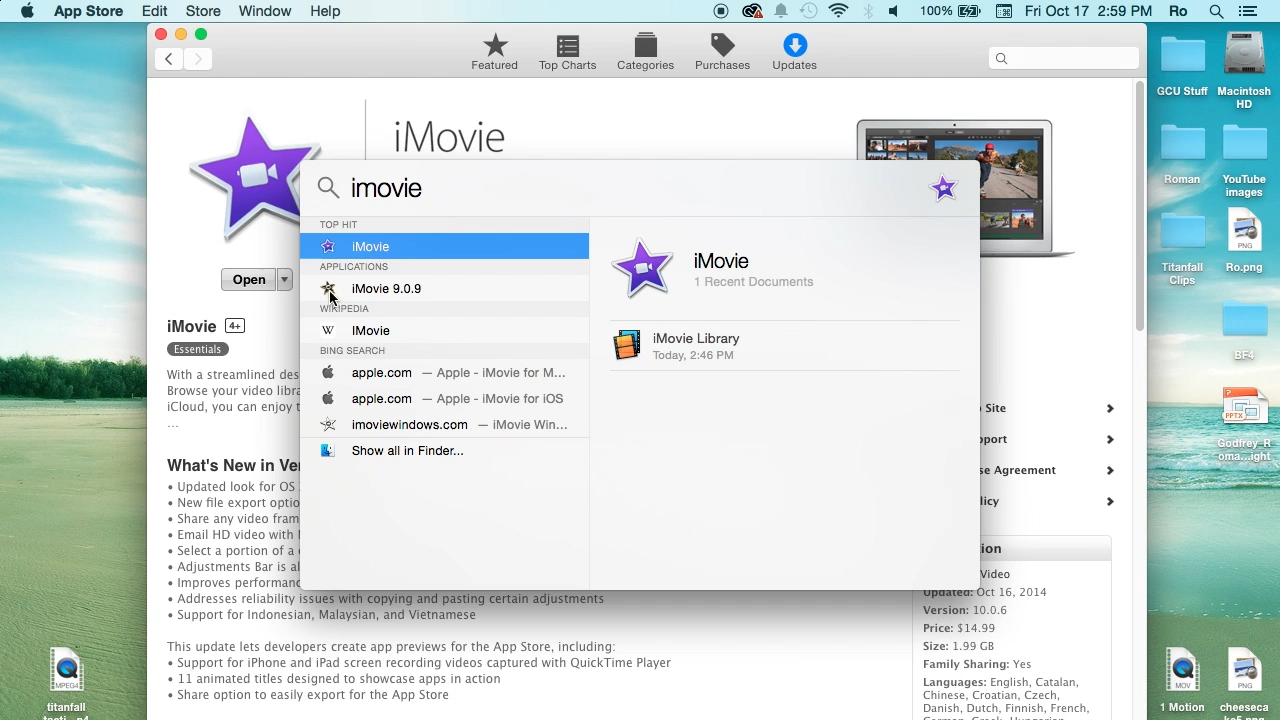 App Store Edit Store Window Help
100% Fri Oct 17 2:59 PM Ro
Featured Top Charts Categories Purchases Updates
iMovie
Open
iMovie 4+
Essentials
With a streamlined des
Browse your video libra
iCloud, you can enjoy t
...
What's New in Ve
• Updated look for OS
• New file export optio
• Share any video fram
• Email HD video with
• Select a portion of a
• Adjustments Bar is al
• Improves performanc
• Addresses reliability issues with copying and pasting certain adjustments
• Support for Indonesian, Malaysian, and Vietnamese
This update lets developers create app previews for the App Store, including:
• Support for iPhone and iPad screen recording videos captured with QuickTime Player
• 11 animated titles designed to showcase apps in action
• Share option to easily export for the App Store
imovie
TOP HIT
iMovie
APPLICATIONS
iMovie 9.0.9
WIKIPEDIA
IMovie
BING SEARCH
apple.com — Apple - iMovie for M...
apple.com — Apple - iMovie for iOS
imoviewindows.com — iMovie Win...
Show all in Finder...
iMovie
1 Recent Documents
iMovie Library
Today, 2:46 PM
Site
pport
se Agreement
licy
ion
Video
Updated: Oct 16, 2014
Version: 10.0.6
Price: $14.99
Size: 1.99 GB
Family Sharing: Yes
Languages: English, Catalan,
Chinese, Croatian, Czech,
Danish, Dutch, Finnish, French,
GCU Stuff
Macintosh
HD
Roman
YouTube
images
Titanfall
Clips
PNG
Ro.png
BF4
PPTX
Godfrey_R
oma...ight
MPEG4
titanfall
MOV
1 Motion
PNG
cheeseca